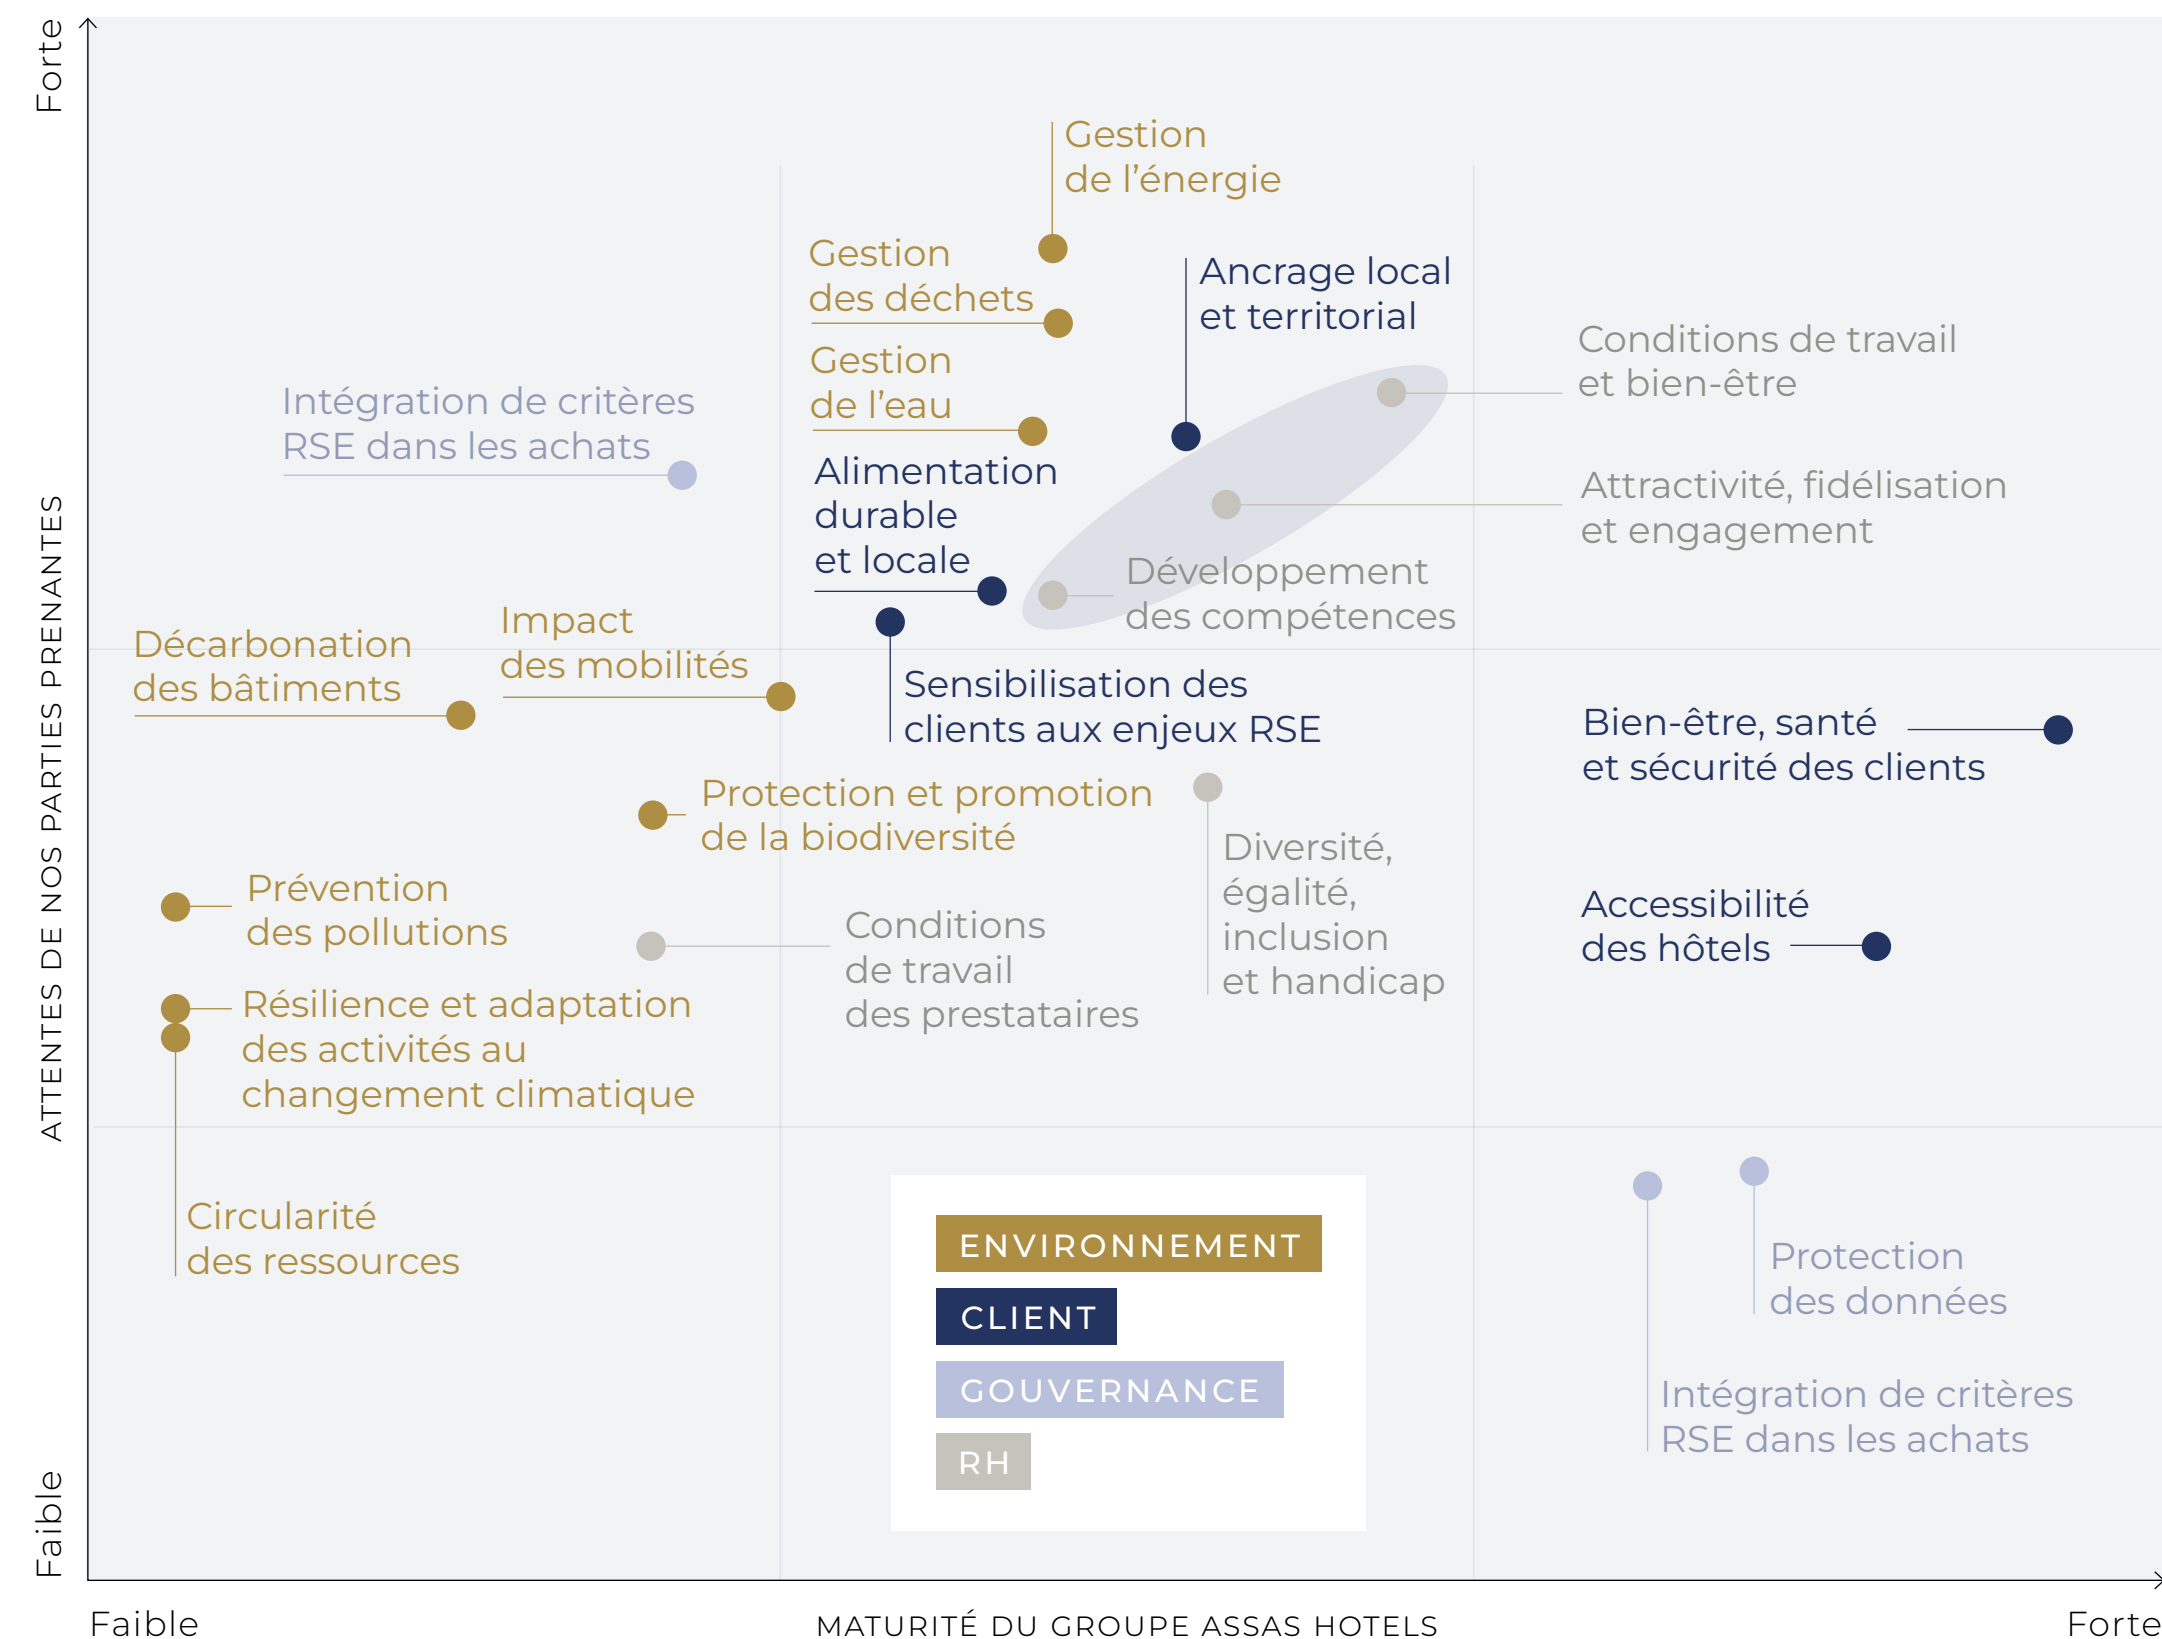 Forte
ATTENTES DE NOS PARTIES PRENANTES
Faible
Gestion
de l’énergie
Gestion
des déchets
Ancrage local
et territorial
Conditions de travail
et bien-être
Gestion
de l’eau
Intégration de critères
RSE dans les achats
Alimentation
durable
et locale
Attractivité, fidélisation
et engagement
Développement
des compétences
Décarbonation
des bâtiments
Impact
des mobilités
Sensibilisation des
clients aux enjeux RSE
Bien-être, santé
et sécurité des clients
Protection et promotion
de la biodiversité
Diversité,
égalité,
inclusion
et handicap
Prévention
des pollutions
Conditions
de travail
des prestataires
Accessibilité
des hôtels
Résilience et adaptation
des activités au
changement climatique
Circularité
des ressources
Protection
des données
Intégration de critères
RSE dans les achats
ENVIRONNEMENT
CLIENT
GOUVERNANCE
RH
Faible
MATURITÉ DU GROUPE ASSAS HOTELS
Forte